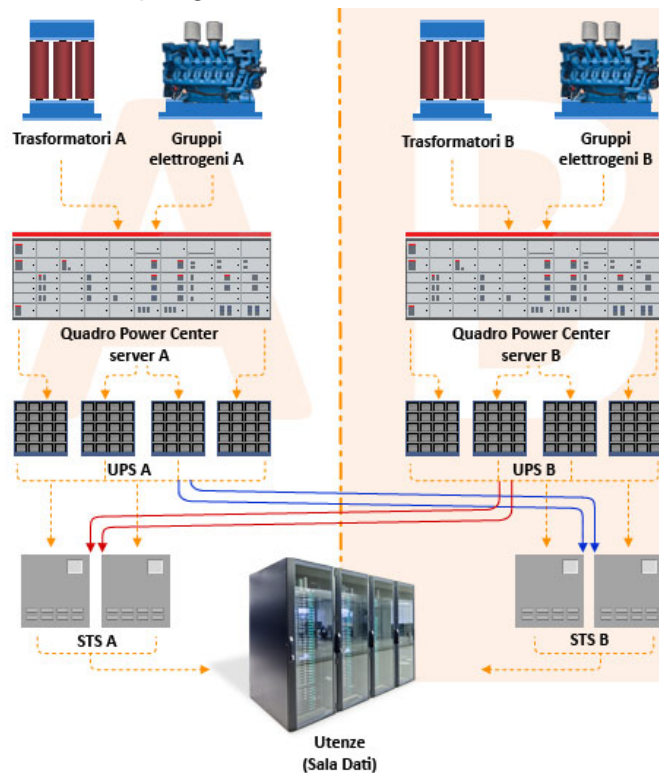 A
B
Trasformatori A
Gruppi
elettrogeni A
Trasformatori B
Gruppi
elettrogeni B
Quadro Power Center
server A
Quadro Power Center
server B
UPS A
UPS B
STS A
STS B
Utenze
(Sala Dati)